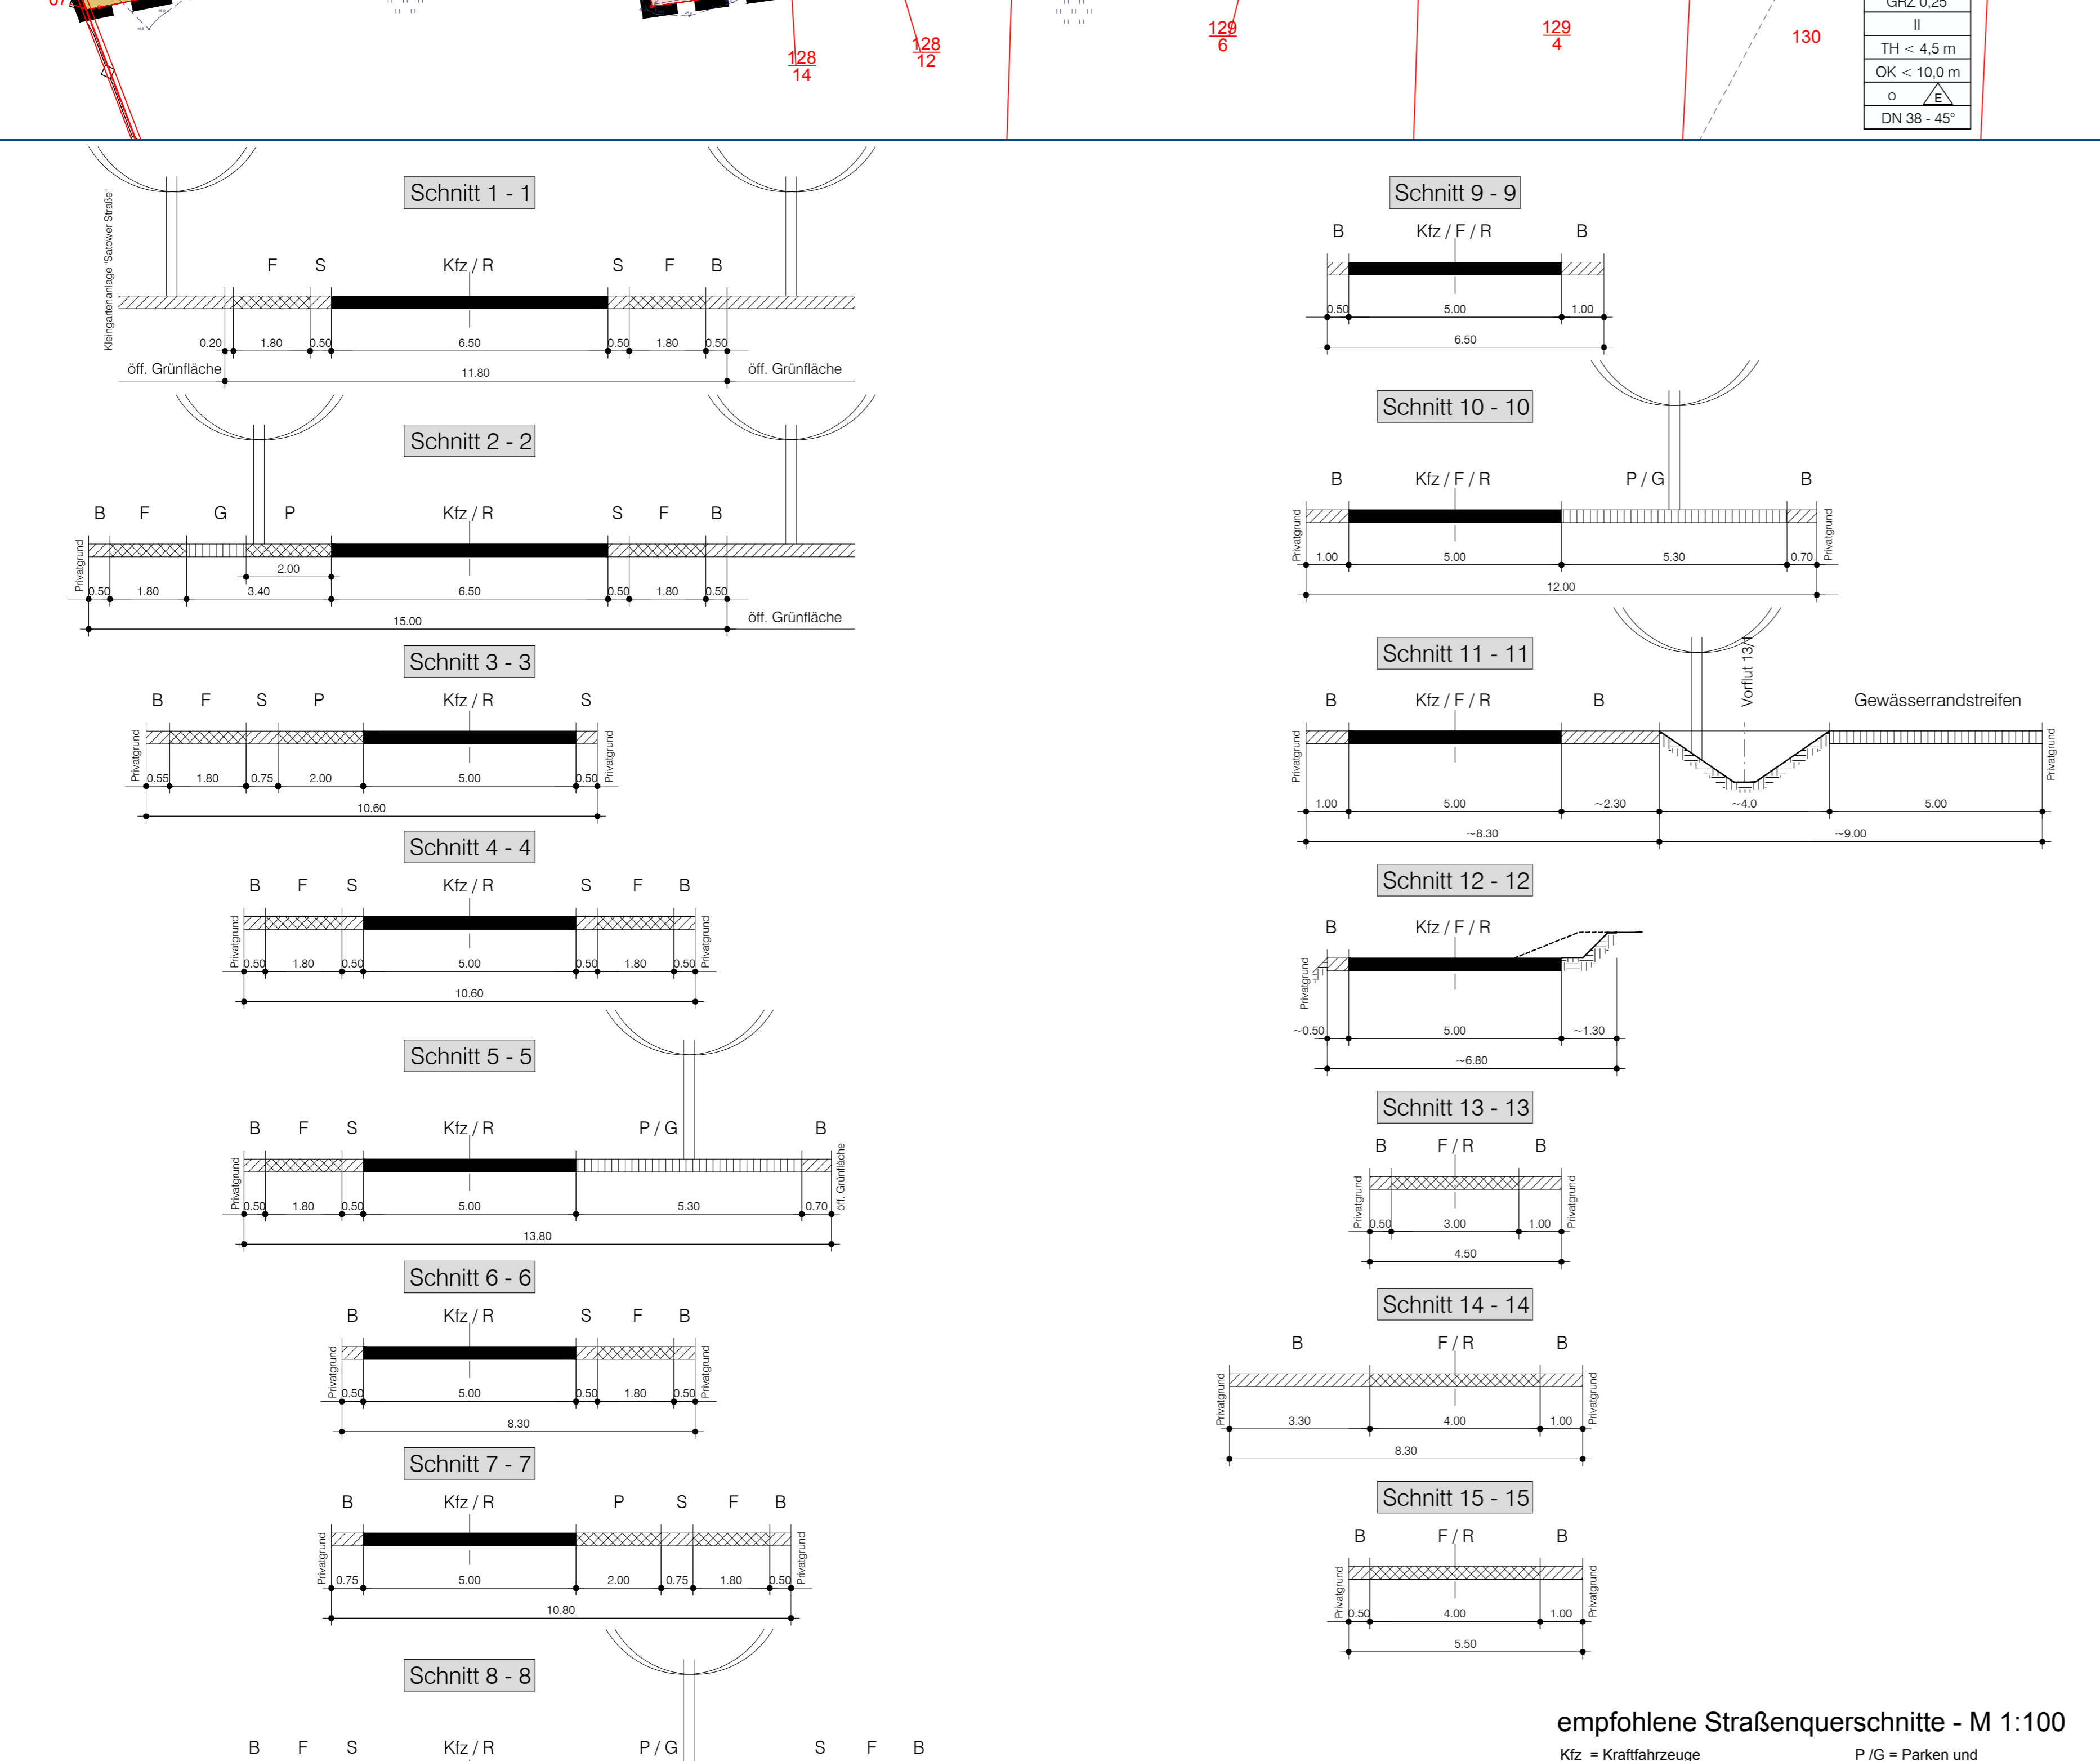 67
128
14
128
12
129
6
129
4
130
GRZ 0,25
II
TH < 4,5 m
OK < 10,0 m
o E
DN 38 - 45°
Schnitt 1 - 1
Kleingartenanlage "Satower Straße"
F S Kfz / R S F B
0.20 1.80 0.50 6.50 0.50 1.80 0.50
öff. Grünfläche 11.80 öff. Grünfläche
Schnitt 2 - 2
B F G P Kfz / R S F B
Privatgrund
2.00
0.50 1.80 3.40 6.50 0.50 1.80 0.50
15.00 öff. Grünfläche
Schnitt 3 - 3
B F S P Kfz / R S
Privatgrund Privatgrund
0.55 1.80 0.75 2.00 5.00 0.50
10.60
Schnitt 4 - 4
B F S Kfz / R S F B
Privatgrund Privatgrund
0.50 1.80 0.50 5.00 0.50 1.80 0.50
10.60
Schnitt 5 - 5
B F S Kfz / R P / G B
Privatgrund öff. Grünfläche
0.50 1.80 0.50 5.00 5.30 0.70
13.80
Schnitt 6 - 6
B Kfz / R S F B
Privatgrund Privatgrund
0.50 5.00 0.50 1.80 0.50
8.30
Schnitt 7 - 7
B Kfz / R P S F B
Privatgrund Privatgrund
0.75 5.00 2.00 0.75 1.80 0.50
10.80
Schnitt 8 - 8
B F S Kfz / R P / G S F B
Schnitt 9 - 9
B Kfz / F / R B
0.50 5.00 1.00
6.50
Schnitt 10 - 10
B Kfz / F / R P / G B
Privatgrund Privatgrund
1.00 5.00 5.30 0.70
12.00
Schnitt 11 - 11
B Kfz / F / R B Vorflut 13/1 Gewässerrandstreifen
Privatgrund Privatgrund
1.00 5.00 ~2.30 ~4.0 5.00
~8.30 ~9.00
Schnitt 12 - 12
B Kfz / F / R
Privatgrund
~0.50 5.00 ~1.30
~6.80
Schnitt 13 - 13
B F / R B
Privatgrund Privatgrund
0.50 3.00 1.00
4.50
Schnitt 14 - 14
B F / R B
Privatgrund Privatgrund
3.30 4.00 1.00
8.30
Schnitt 15 - 15
B F / R B
Privatgrund Privatgrund
0.50 4.00 1.00
5.50
empfohlene Straßenquerschnitte - M 1:100
Kfz = Kraftfahrzeuge P /G = Parken und